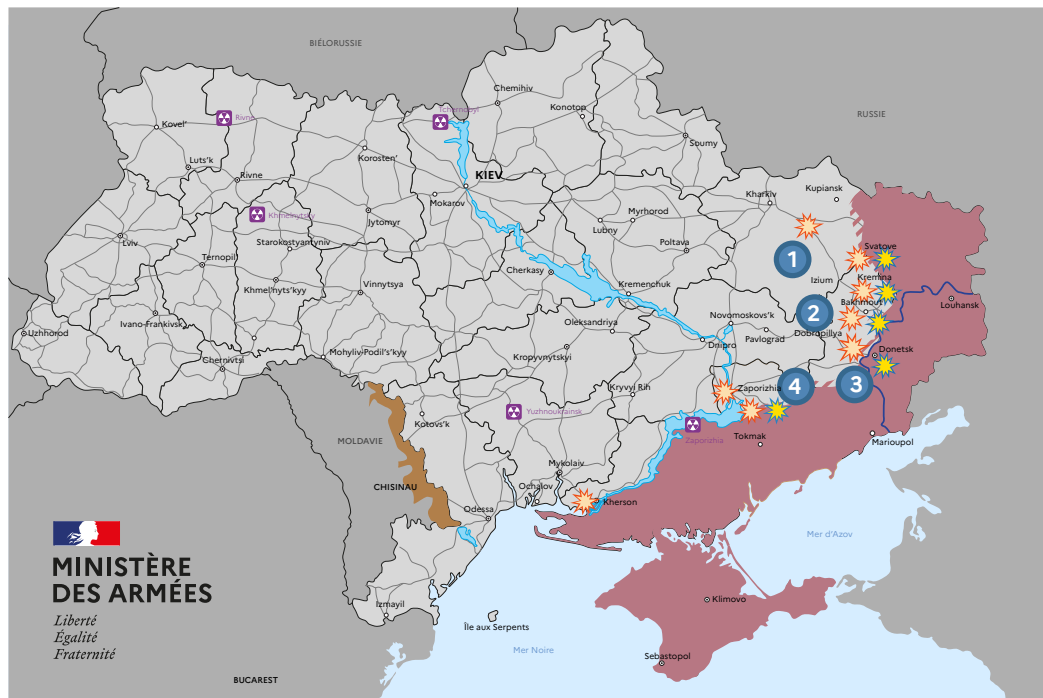 BIÉLORUSSIE
RUSSIE
Chemihiv
Konotop
Tchernobyl
Rivne
Kovel'
Soumy
Korosten'
Luts'k
Rivne
KIEV
Kupiansk
Kharkiv
Mokarov
Khmelnytsky
Jytomyr
Myrhorod
Lubny
Starokostyantyniv
Lviv
Poltava
Svatove
1
Ternopil
Cherkasy
Izium
Kremina
Khmel'nyts'kyy
Vinnytsya
Kremenchuk
Louhansk
Bakhmout
2
Novomoskovs'k
Ivano-Frankivsk
Oleksandriya
Uzhhorod
Dobropillya
Pavlograd
Dnipro
Mohyliv-Podil's'kyy
Kropyvnytskyi
Donetsk
Chernivtsi
Kryvyi Rih
Zaporizhia
4
3
Yuzhnoukrainsk
Kotovs'k
Zaporizhia
Tokmak
MOLDAVIE
Marioupol
Mykolaiv
CHISINAU
Ochalov
Kherson
Odessa
Mer d'Azov
MINISTÈRE
DES ARMÉES
Liberté
Égalité
Fraternité
Izmayil
Klimovo
Île aux Serpents
Mer Noire
Sebastopol
BUCAREST